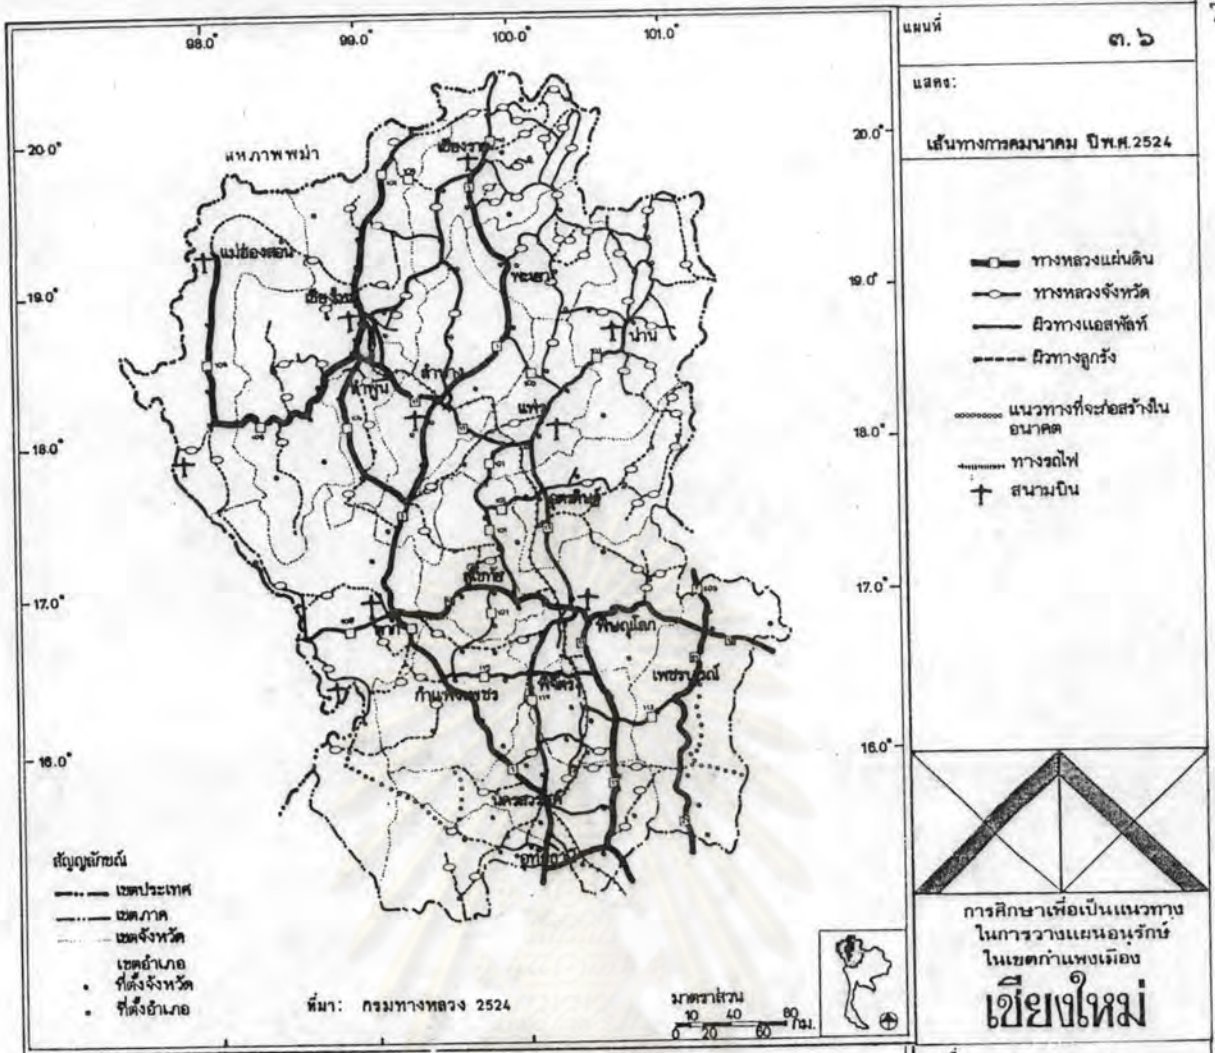 98.0°
99.0°
100.0°
101.0°
แผนที่
๓.๖
แสดง:
เส้นทางการคมนาคม ปีพ.ศ.2524
20.0°
20.0°
สหภาพพม่า
เชียงราย
แม่ฮ่องสอน
พะเยา
19.0°
19.0°
เชียงใหม่
น่าน
ลำพูน
ลำปาง
แพร่
18.0°
18.0°
อุตรดิตถ์
สุโขทัย
17.0°
17.0°
ตาก
พิษณุโลก
เพชรบูรณ์
กำแพงเพชร
พิจิตร
16.0°
16.0°
นครสวรรค์
อุทัยธานี
ทางหลวงแผ่นดิน
ทางหลวงจังหวัด
ผิวทางแอสฟัลท์
ผิวทางลูกรัง
แนวทางที่จะก่อสร้างใน
อนาคต
ทางรถไฟ
สนามบิน
สัญญลักษณ์
เขตประเทศ
เขตภาค
เขตจังหวัด
เขตอำเภอ
ที่ตั้งจังหวัด
ที่ตั้งอำเภอ
ที่มา: กรมทางหลวง 2524
มาตราส่วน
10 40 80
0 20 60 กม.
การศึกษาเพื่อเป็นแนวทาง
ในการวางแผนอนุรักษ์
ในเขตกำแพงเมือง
เชียงใหม่